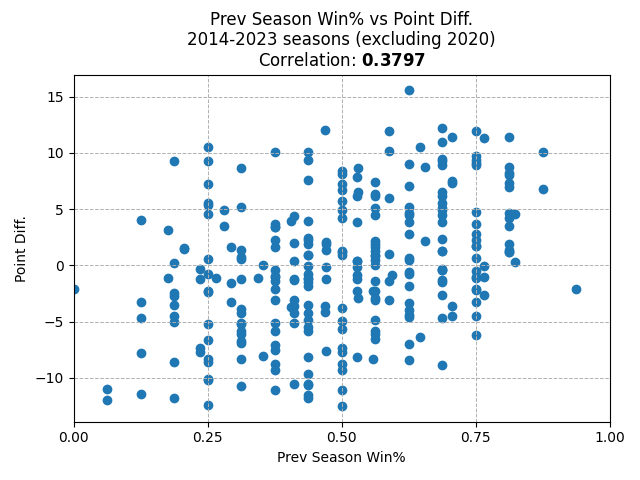 Prev Season Win% vs Point Diff.
2014-2023 seasons (excluding 2020)
Correlation: 0.3797
Point Diff.
15
10
5
0
−5
−10
0.00 0.25 0.50 0.75 1.00
Prev Season Win%